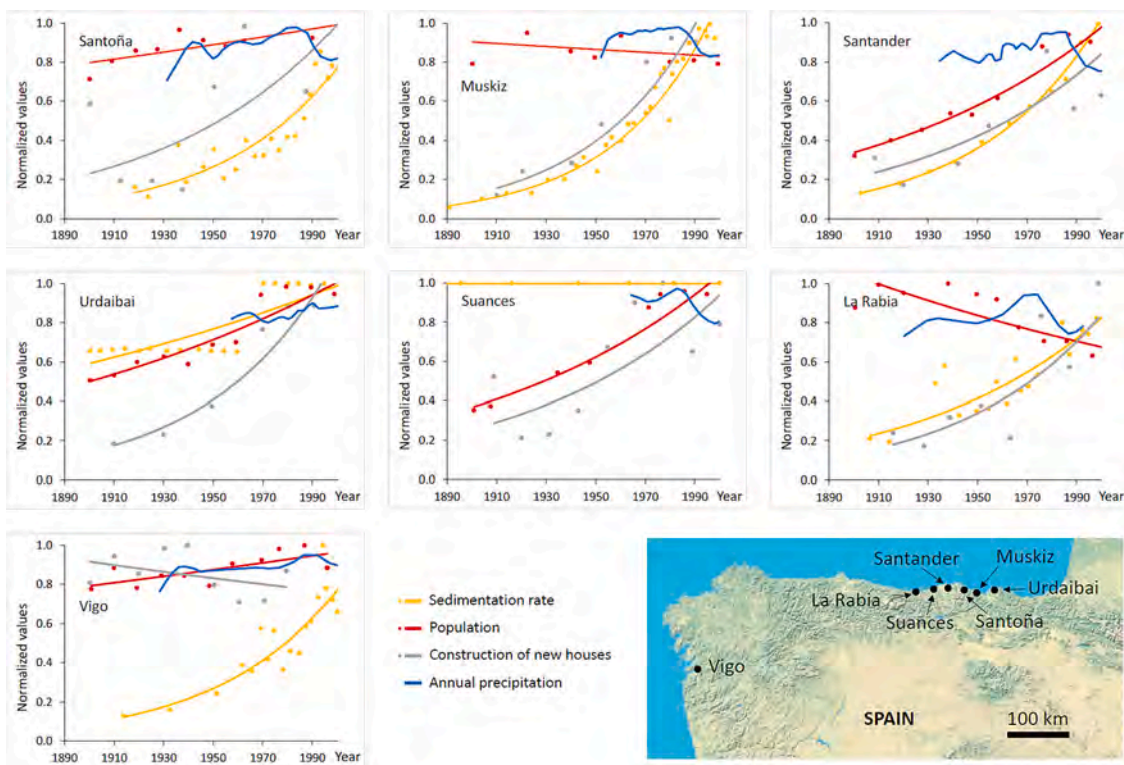 Santoña
Normalized values
1.0
0.8
0.6
0.4
0.2
0.0
1890 1910 1930 1950 1970 1990 Year
Muskiz
Normalized values
1.0
0.8
0.6
0.4
0.2
0.0
1890 1910 1930 1950 1970 1990 Year
Santander
Normalized values
1.0
0.8
0.6
0.4
0.2
0.0
1890 1910 1930 1950 1970 1990 Year
Urdaibai
Normalized values
1.0
0.8
0.6
0.4
0.2
0.0
1890 1910 1930 1950 1970 1990 Year
Suances
Normalized values
1.0
0.8
0.6
0.4
0.2
0.0
1890 1910 1930 1950 1970 1990 Year
La Rabia
Normalized values
1.0
0.8
0.6
0.4
0.2
0.0
1890 1910 1930 1950 1970 1990 Year
Vigo
Normalized values
1.0
0.8
0.6
0.4
0.2
0.0
1890 1910 1930 1950 1970 1990 Year
Sedimentation rate
Population
Construction of new houses
Annual precipitation
Santander
Muskiz
La Rabia
Urdaibai
Suances
Santoña
Vigo
SPAIN
100 km